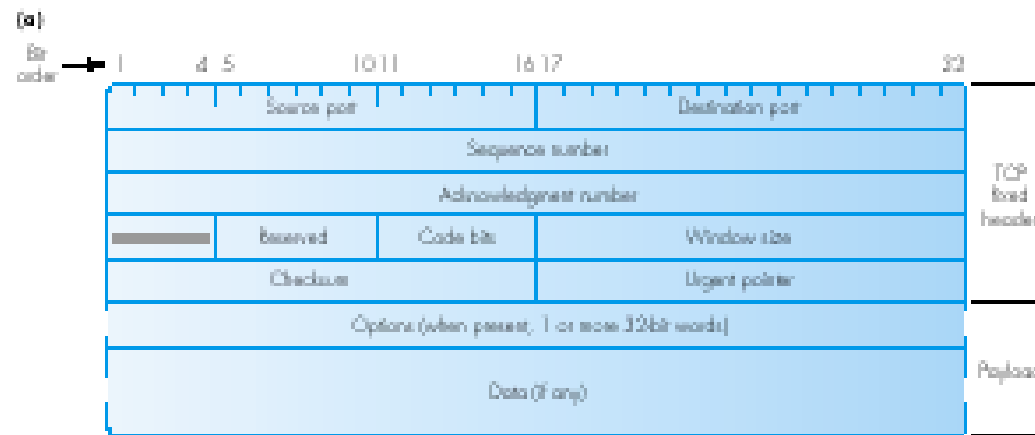 (a)
Bit
order
1 4 5 10 11 16 17 32
Source port Destination port
Sequence number
Acknowledgment number
Reserved Code bits Window size
Checksum Urgent pointer
Options (when present, 1 or more 32-bit words)
Data (if any)
TCP
fixed
header
Payload